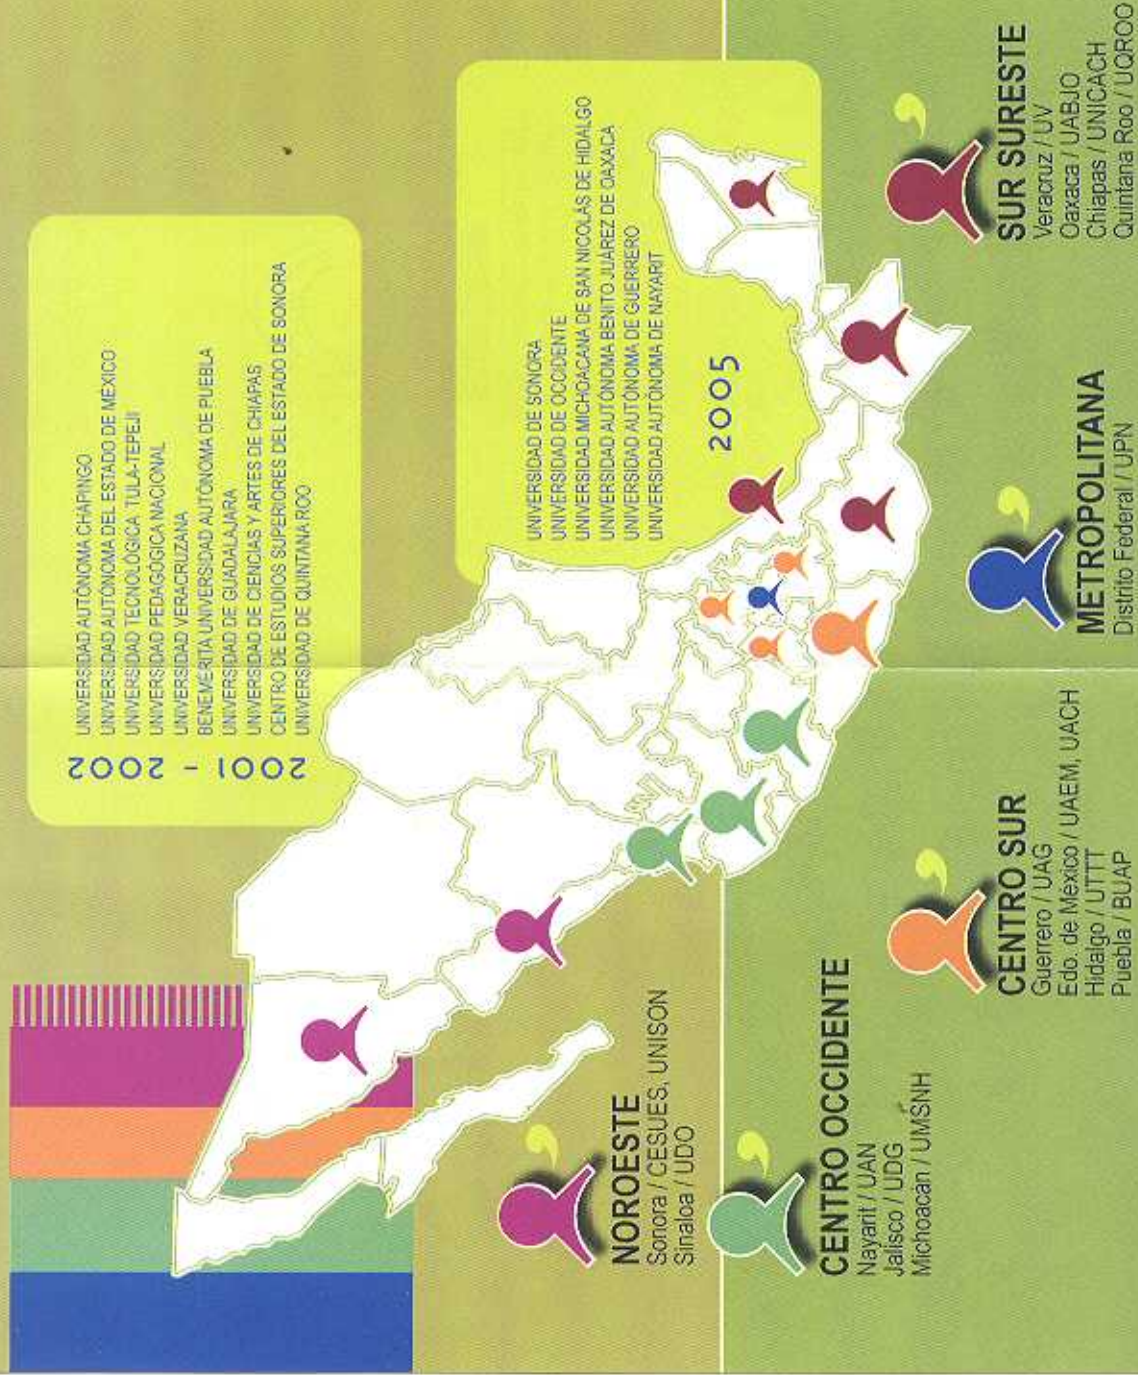 2001 - 2002
UNIVERSIDAD AUTÓNOMA CHAPINGO
UNIVERSIDAD AUTÓNOMA DEL ESTADO DE MÉXICO
UNIVERSIDAD TECNOLÓGICA TULA-TEPEJI
UNIVERSIDAD PEDAGÓGICA NACIONAL
UNIVERSIDAD VERACRUZANA
BENEMÉRITA UNIVERSIDAD AUTÓNOMA DE PUEBLA
UNIVERSIDAD DE GUADALAJARA
UNIVERSIDAD DE CIENCIAS Y ARTES DE CHIAPAS
CENTRO DE ESTUDIOS SUPERIORES DEL ESTADO DE SONORA
UNIVERSIDAD DE QUINTANA ROO
UNIVERSIDAD DE SONORA
UNIVERSIDAD DE OCCIDENTE
UNIVERSIDAD MICHOACANA DE SAN NICOLÁS DE HIDALGO
UNIVERSIDAD AUTÓNOMA BENITO JUÁREZ DE OAXACA
UNIVERSIDAD AUTÓNOMA DE GUERRERO
UNIVERSIDAD AUTÓNOMA DE NAYARIT
2005
NOROESTE
Sonora / CESUES, UNISON
Sinaloa / UDO
CENTRO OCCIDENTE
Nayarit / UAN
Jalisco / UDG
Michoacán / UMSNH
CENTRO SUR
Guerrero / UAG
Edo. de México / UAEM, UACH
Hidalgo / UTTT
Puebla / BUAP
METROPOLITANA
Distrito Federal / UPN
SUR SURESTE
Veracruz / UV
Oaxaca / UABJO
Chiapas / UNICACH
Quintana Roo / UQROO